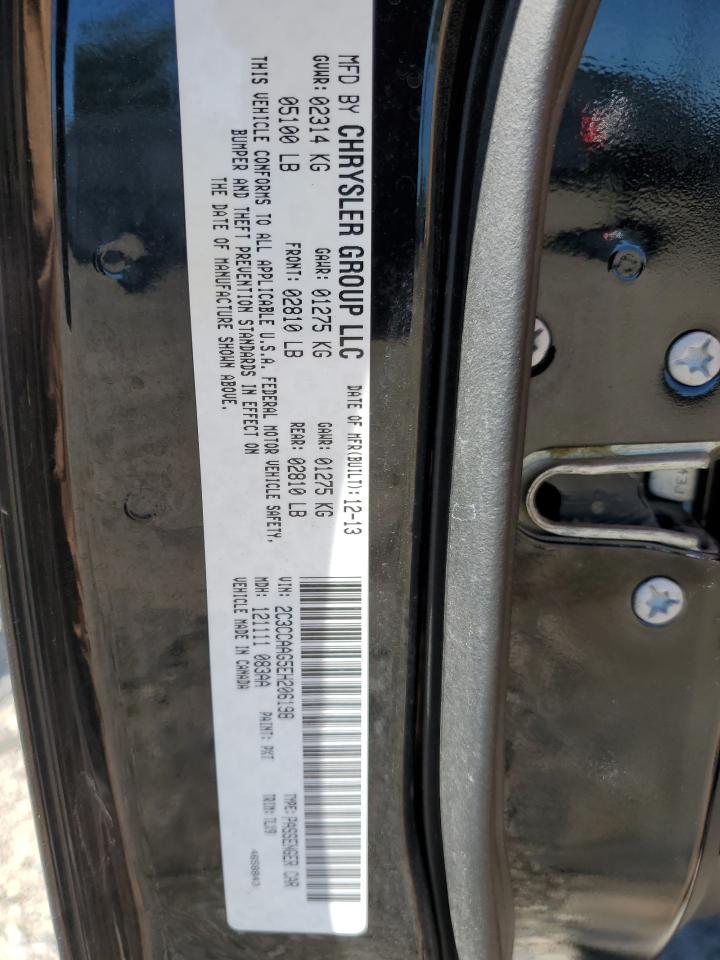 MFD BY CHRYSLER GROUP LLC
DATE OF MFR(BUILT): 12-13
GVWR: 02314 KG
GAWR: 01275 KG
GAWR: 01275 KG
05100 LB
FRONT: 02810 LB
REAR: 02810 LB
THIS VEHICLE CONFORMS TO ALL APPLICABLE U.S.A. FEDERAL MOTOR VEHICLE SAFETY,
BUMPER AND THEFT PREVENTION STANDARDS IN EFFECT ON
THE DATE OF MANUFACTURE SHOWN ABOVE.
VIN: 2C3CCAAG5EH206198
TYPE: PASSENGER CAR
MDH: 121111 083AA
PAINT: PXT
TRIM:
VEHICLE MADE IN CANADA